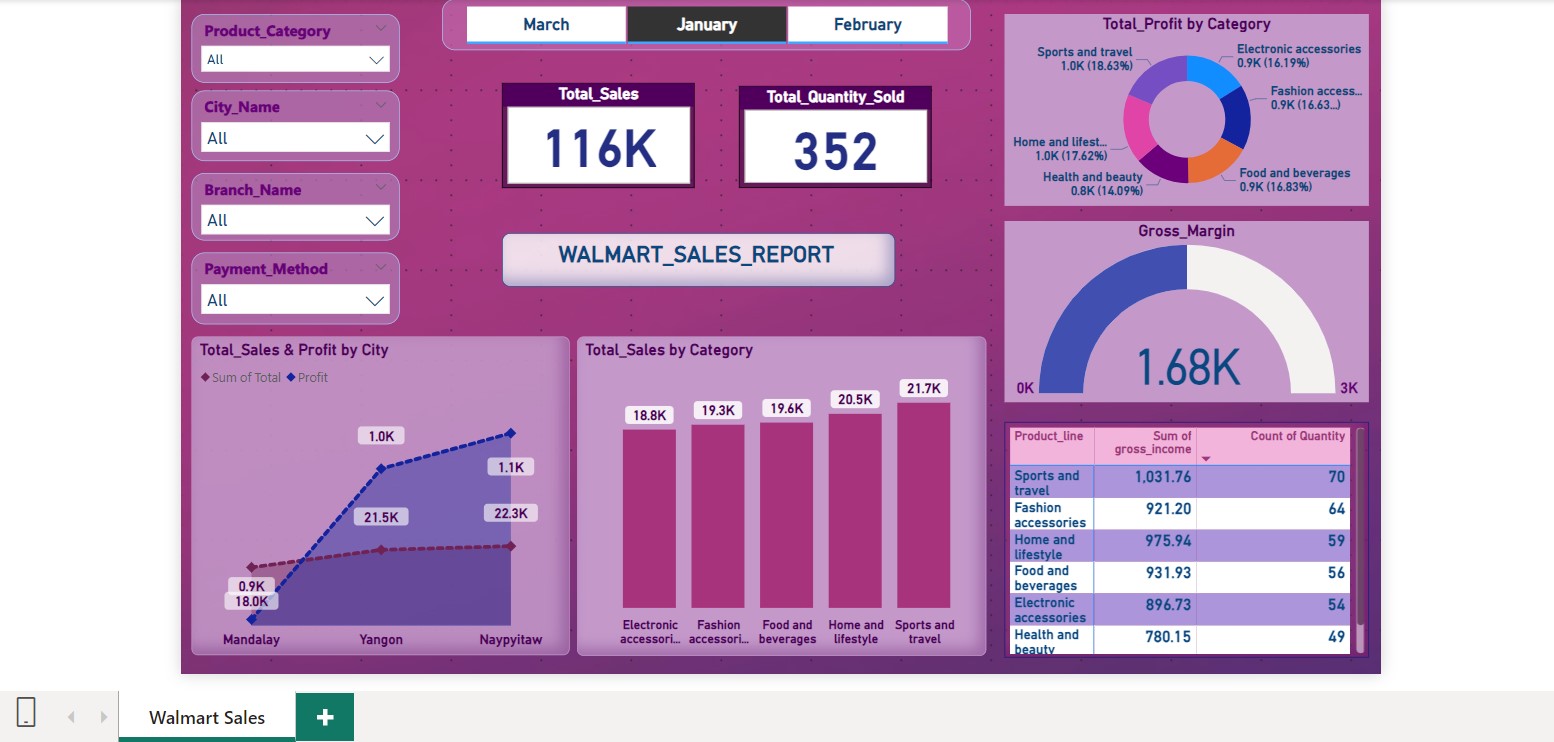 Product_Category
All
City_Name
All
Branch_Name
All
Payment_Method
All
March
January
February
Total_Sales
116K
Total_Quantity_Sold
352
WALMART_SALES_REPORT
Total_Profit by Category
Sports and travel
1.0K (18.63%)
Electronic accessories
0.9K (16.19%)
Fashion access...
0.9K (16.63...)
Home and lifest...
1.0K (17.62%)
Health and beauty
0.8K (14.09%)
Food and beverages
0.9K (16.83%)
Gross_Margin
1.68K
0K
3K
Total_Sales & Profit by City
Sum of Total
Profit
1.0K
1.1K
21.5K
22.3K
0.9K
18.0K
Mandalay
Yangon
Naypyitaw
Total_Sales by Category
18.8K
19.3K
19.6K
20.5K
21.7K
Electronic
accessori...
Fashion
accessori...
Food and
beverages
Home and
lifestyle
Sports and
travel
Product_line
Sum of
gross_income
Count of Quantity
Sports and
travel
1,031.76
70
Fashion
accessories
921.20
64
Home and
lifestyle
975.94
59
Food and
beverages
931.93
56
Electronic
accessories
896.73
54
Health and
beauty
780.15
49
Walmart Sales